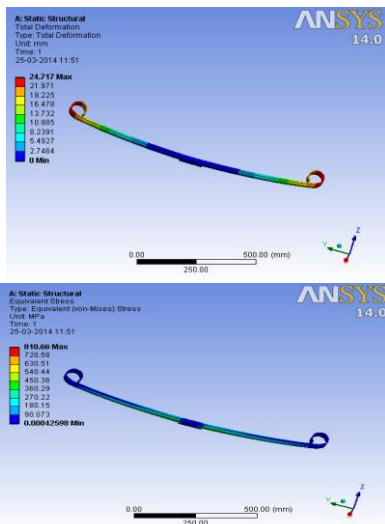 A: Static Structural
Total Deformation
Type: Total Deformation
Unit: mm
Time: 1
25-03-2014 11:51
ANSYS
14.0
24.717 Max
21.971
19.225
16.478
13.732
10.985
8.2391
5.4927
2.7464
0 Min
0.00
500.00 (mm)
250.00
Y
Z
A: Static Structural
Equivalent Stress
Type: Equivalent (von-Mises) Stress
Unit: MPa
Time: 1
25-03-2014 11:51
ANSYS
14.0
810.66 Max
720.58
630.51
540.44
450.36
360.29
270.22
180.15
90.073
0.00042598 Min
0.00
500.00 (mm)
250.00
Y
Z